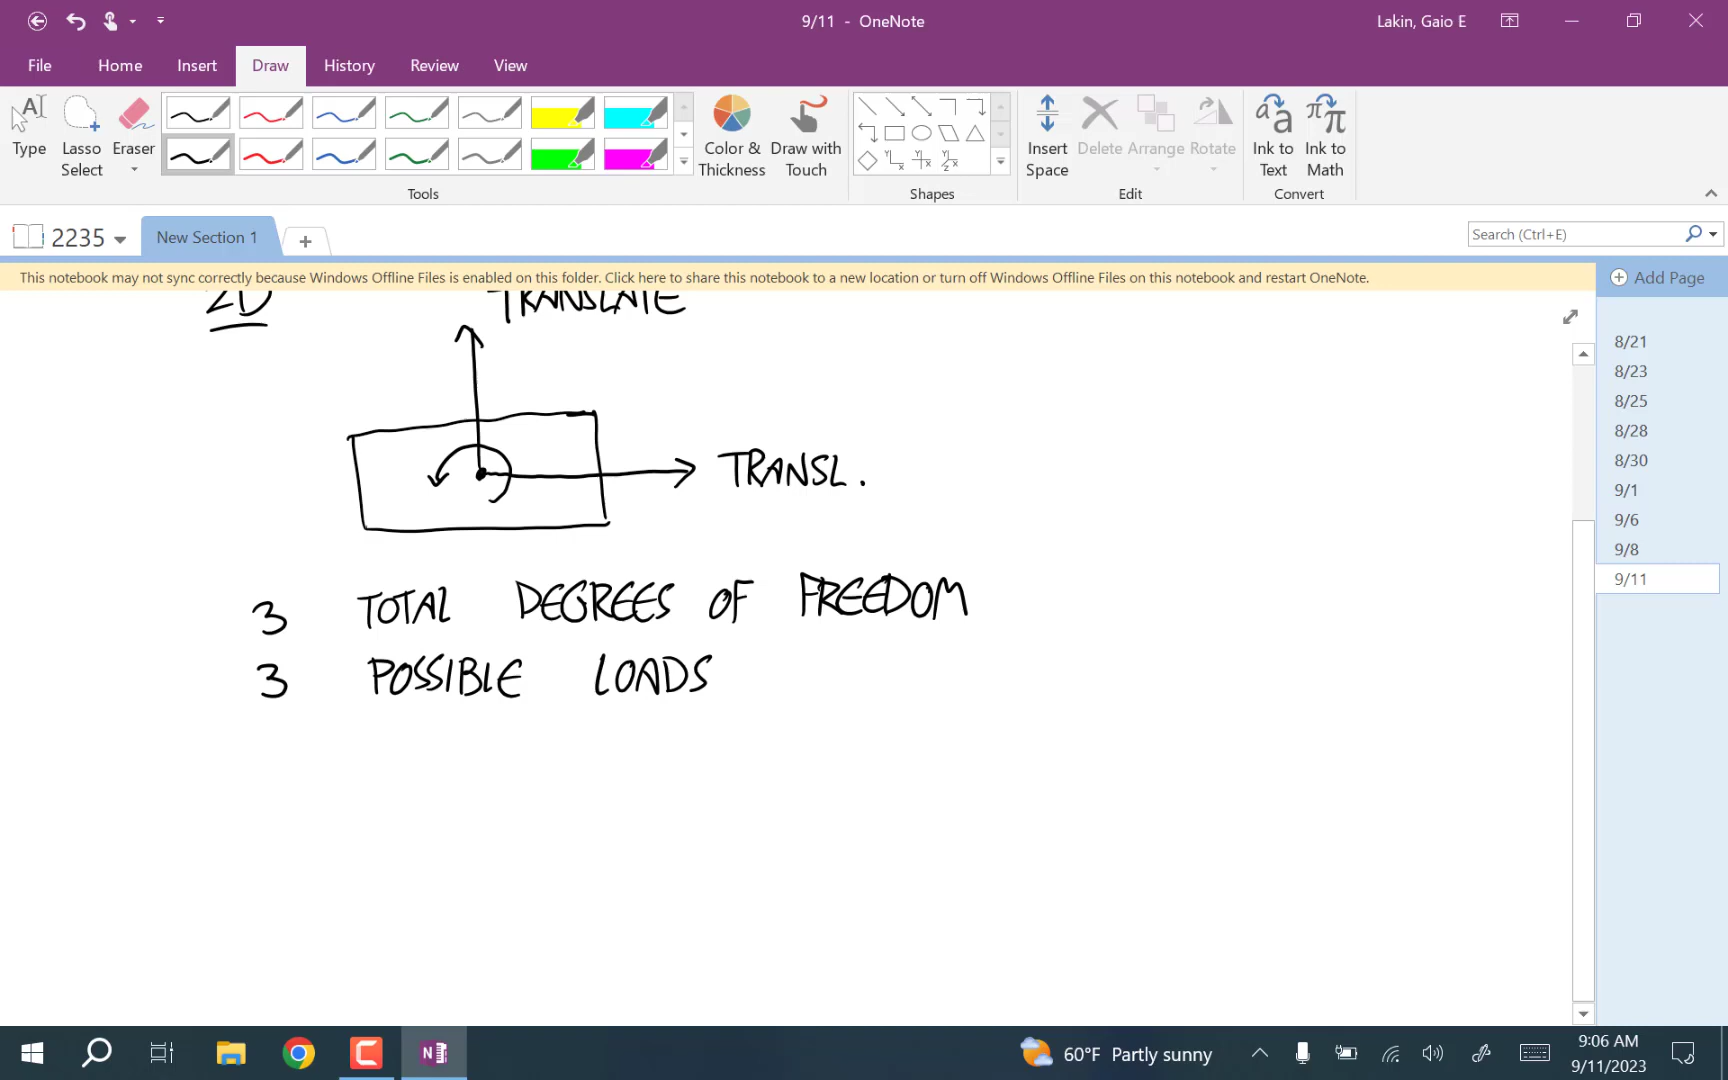 9/11 - OneNote
Lakin, Gaio E
File Home Insert Draw History Review View
Type
Lasso Select
Eraser
Color & Thickness
Draw with Touch
Insert Space
Delete
Arrange
Rotate
Ink to Text
Ink to Math
Tools
Shapes
Edit
Convert
2235
New Section 1
Search (Ctrl+E)
This notebook may not sync correctly because Windows Offline Files is enabled on this folder. Click here to share this notebook to a new location or turn off Windows Offline Files on this notebook and restart OneNote.
Add Page
8/21
8/23
8/25
8/28
8/30
9/1
9/6
9/8
9/11
2D
TRANSLATE
TRANSL.
3 TOTAL DEGREES OF FREEDOM
3 POSSIBLE LOADS
60°F Partly sunny
9:06 AM
9/11/2023